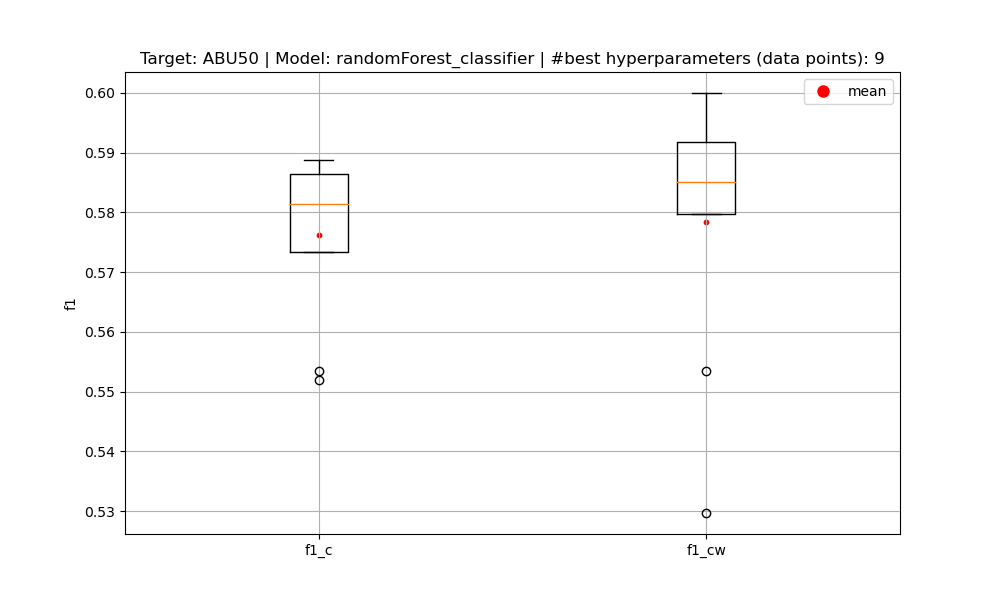 Target: ABU50 | Model: randomForest_classifier | #best hyperparameters (data points): 9
mean
0.60
0.59
0.58
0.57
0.56
0.55
0.54
0.53
f1
f1_c
f1_cw